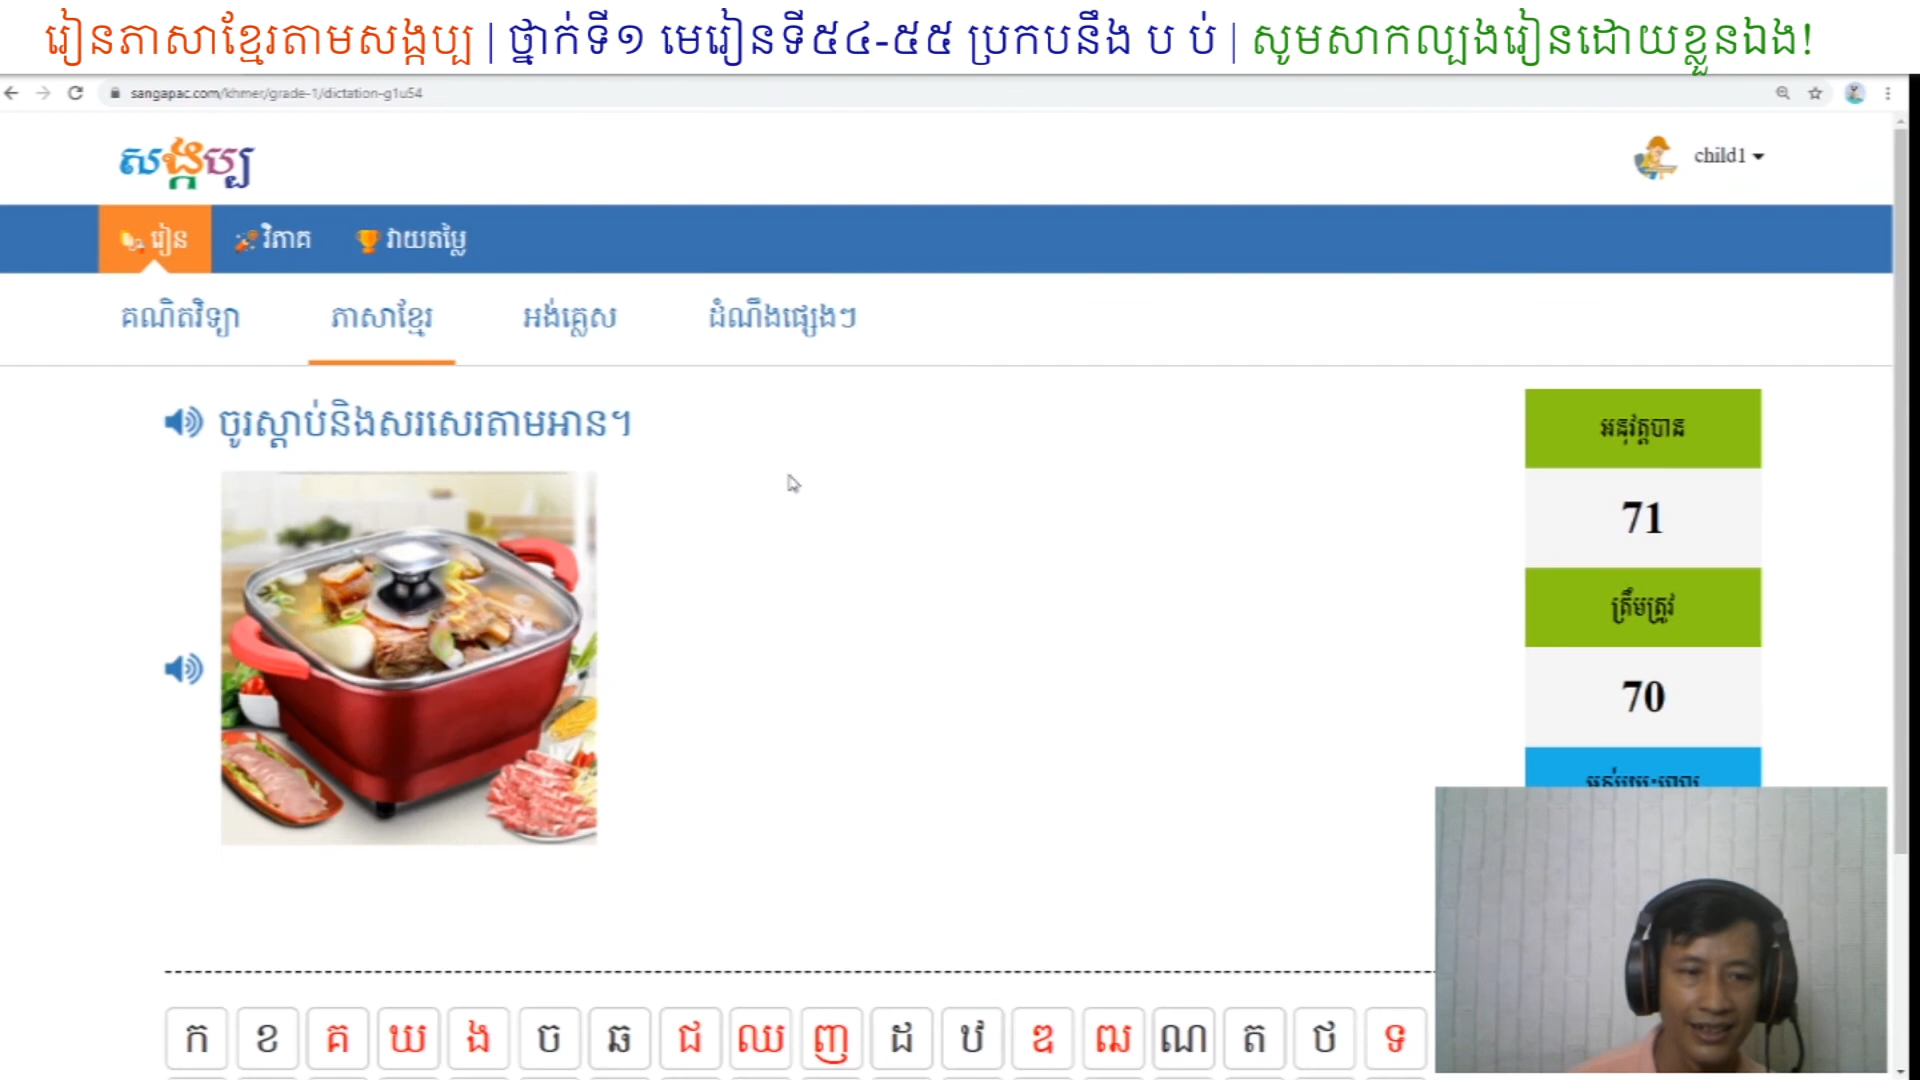 រៀនភាសាខ្មែរតាមសង្កប្ប | ថ្នាក់ទី១ មេរៀនទី៥៤-៥៥ ប្រកបនឹង ប ប់ | សូមសាកល្បងរៀនដោយខ្លួនឯង!
sangapac.com/khmer/grade-1/dictation-g1u54
សង្កប្ប
child1
រៀន វិភាគ វាយតម្លៃ
គណិតវិទ្យា ភាសាខ្មែរ អង់គ្លេស ដំណឹងផ្សេងៗ
ចូរស្តាប់និងសរសេរតាមអាន។
អនុវត្តបាន
71
ត្រឹមត្រូវ
70
ក ខ គ ឃ ង ច ឆ ជ ឈ ញ ដ ឋ ឌ ឍ ណ ត ថ ទ